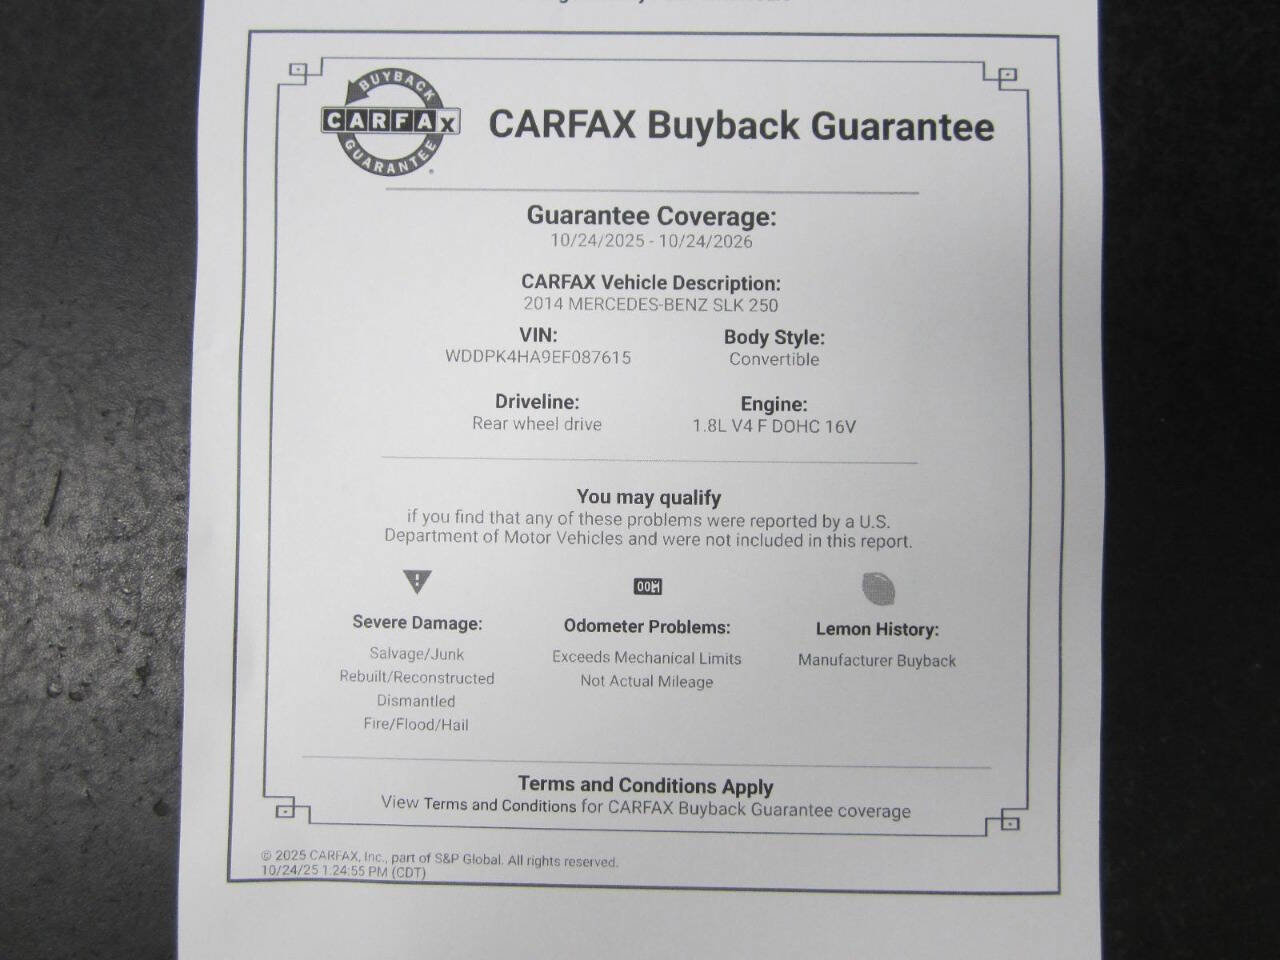 BUYBACK
CARFAX
GUARANTEE
CARFAX Buyback Guarantee
Guarantee Coverage:
10/24/2025 - 10/24/2026
CARFAX Vehicle Description:
2014 MERCEDES-BENZ SLK 250
VIN: Body Style:
WDDPK4HA9EF087615 Convertible
Driveline: Engine:
Rear wheel drive 1.8L V4 F DOHC 16V
You may qualify
if you find that any of these problems were reported by a U.S.
Department of Motor Vehicles and were not included in this report.
Severe Damage: Odometer Problems: Lemon History:
Salvage/Junk Exceeds Mechanical Limits Manufacturer Buyback
Rebuilt/Reconstructed Not Actual Mileage
Dismantled
Fire/Flood/Hail
Terms and Conditions Apply
View Terms and Conditions for CARFAX Buyback Guarantee coverage
© 2025 CARFAX, Inc., part of S&P Global. All rights reserved.
10/24/25 1:24:55 PM (CDT)